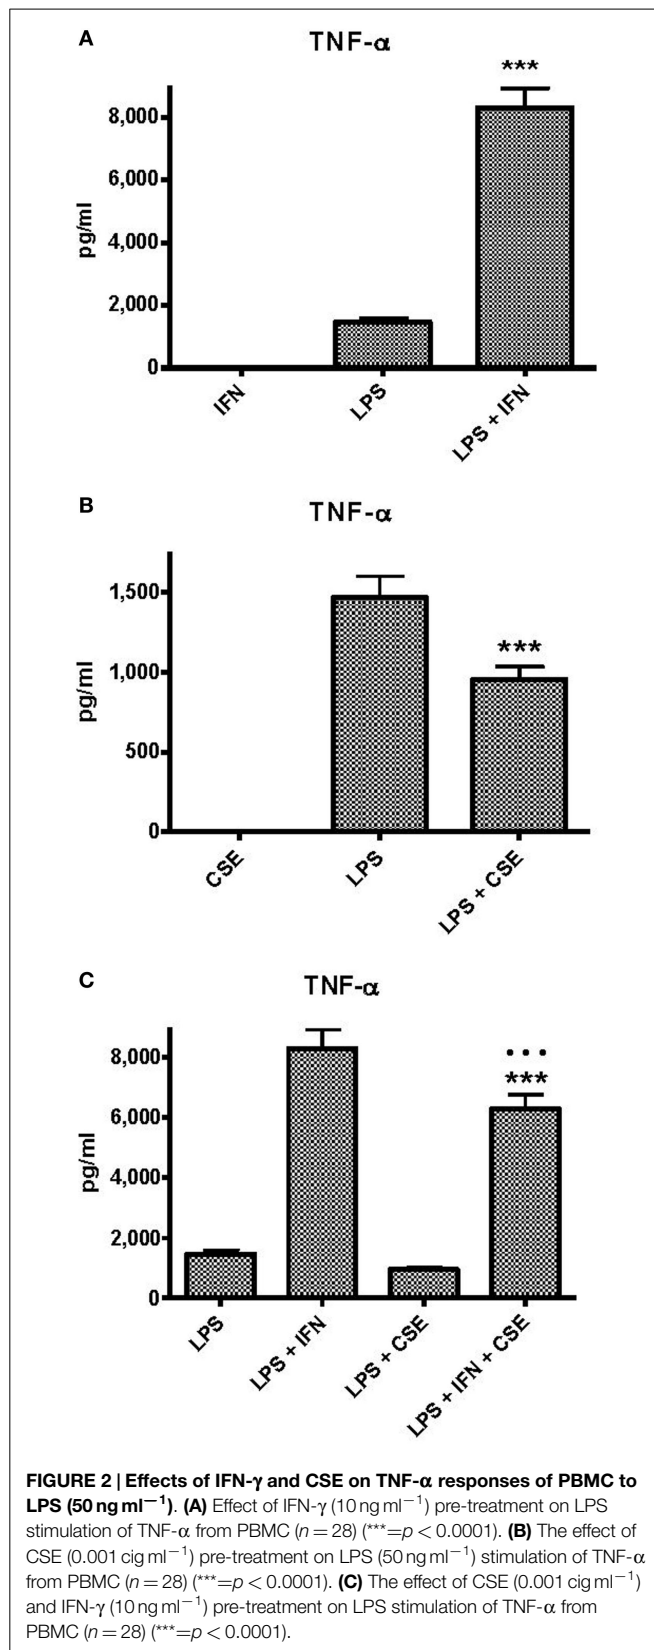 A
TNF-α
***
8,000
6,000
4,000
2,000
0
pg/ml
IFN
LPS
LPS + IFN
B
TNF-α
1,500
***
1,000
500
0
pg/ml
CSE
LPS
LPS + CSE
C
TNF-α
8,000
• • •
***
6,000
4,000
2,000
0
pg/ml
LPS
LPS + IFN
LPS + CSE
LPS + IFN + CSE
FIGURE 2 | Effects of IFN-γ and CSE on TNF-α responses of PBMC to
LPS (50 ng ml⁻¹). (A) Effect of IFN-γ (10 ng ml⁻¹) pre-treatment on LPS
stimulation of TNF-α from PBMC (n = 28) (***=p < 0.0001). (B) The effect of
CSE (0.001 cig ml⁻¹) pre-treatment on LPS (50 ng ml⁻¹) stimulation of TNF-α
from PBMC (n = 28) (***=p < 0.0001). (C) The effect of CSE (0.001 cig ml⁻¹)
and IFN-γ (10 ng ml⁻¹) pre-treatment on LPS stimulation of TNF-α from
PBMC (n = 28) (***=p < 0.0001).